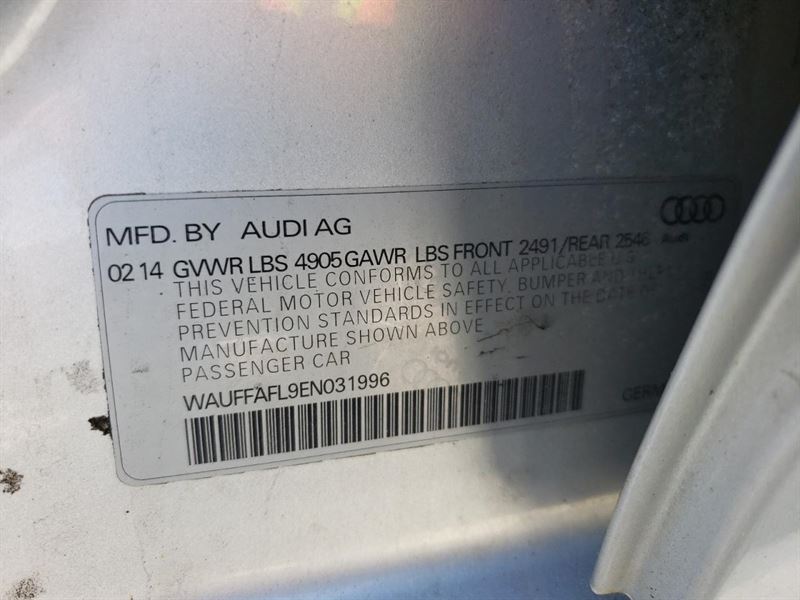 MFD. BY AUDI AG
Audi
02 14 GVWR LBS 4905 GAWR LBS FRONT 2491/REAR 2546
THIS VEHICLE CONFORMS TO ALL APPLICABLE U.S.
FEDERAL MOTOR VEHICLE SAFETY, BUMPER AND THEFT
PREVENTION STANDARDS IN EFFECT ON THE DATE OF
MANUFACTURE SHOWN ABOVE
PASSENGER CAR
WAUFFAFL9EN031996